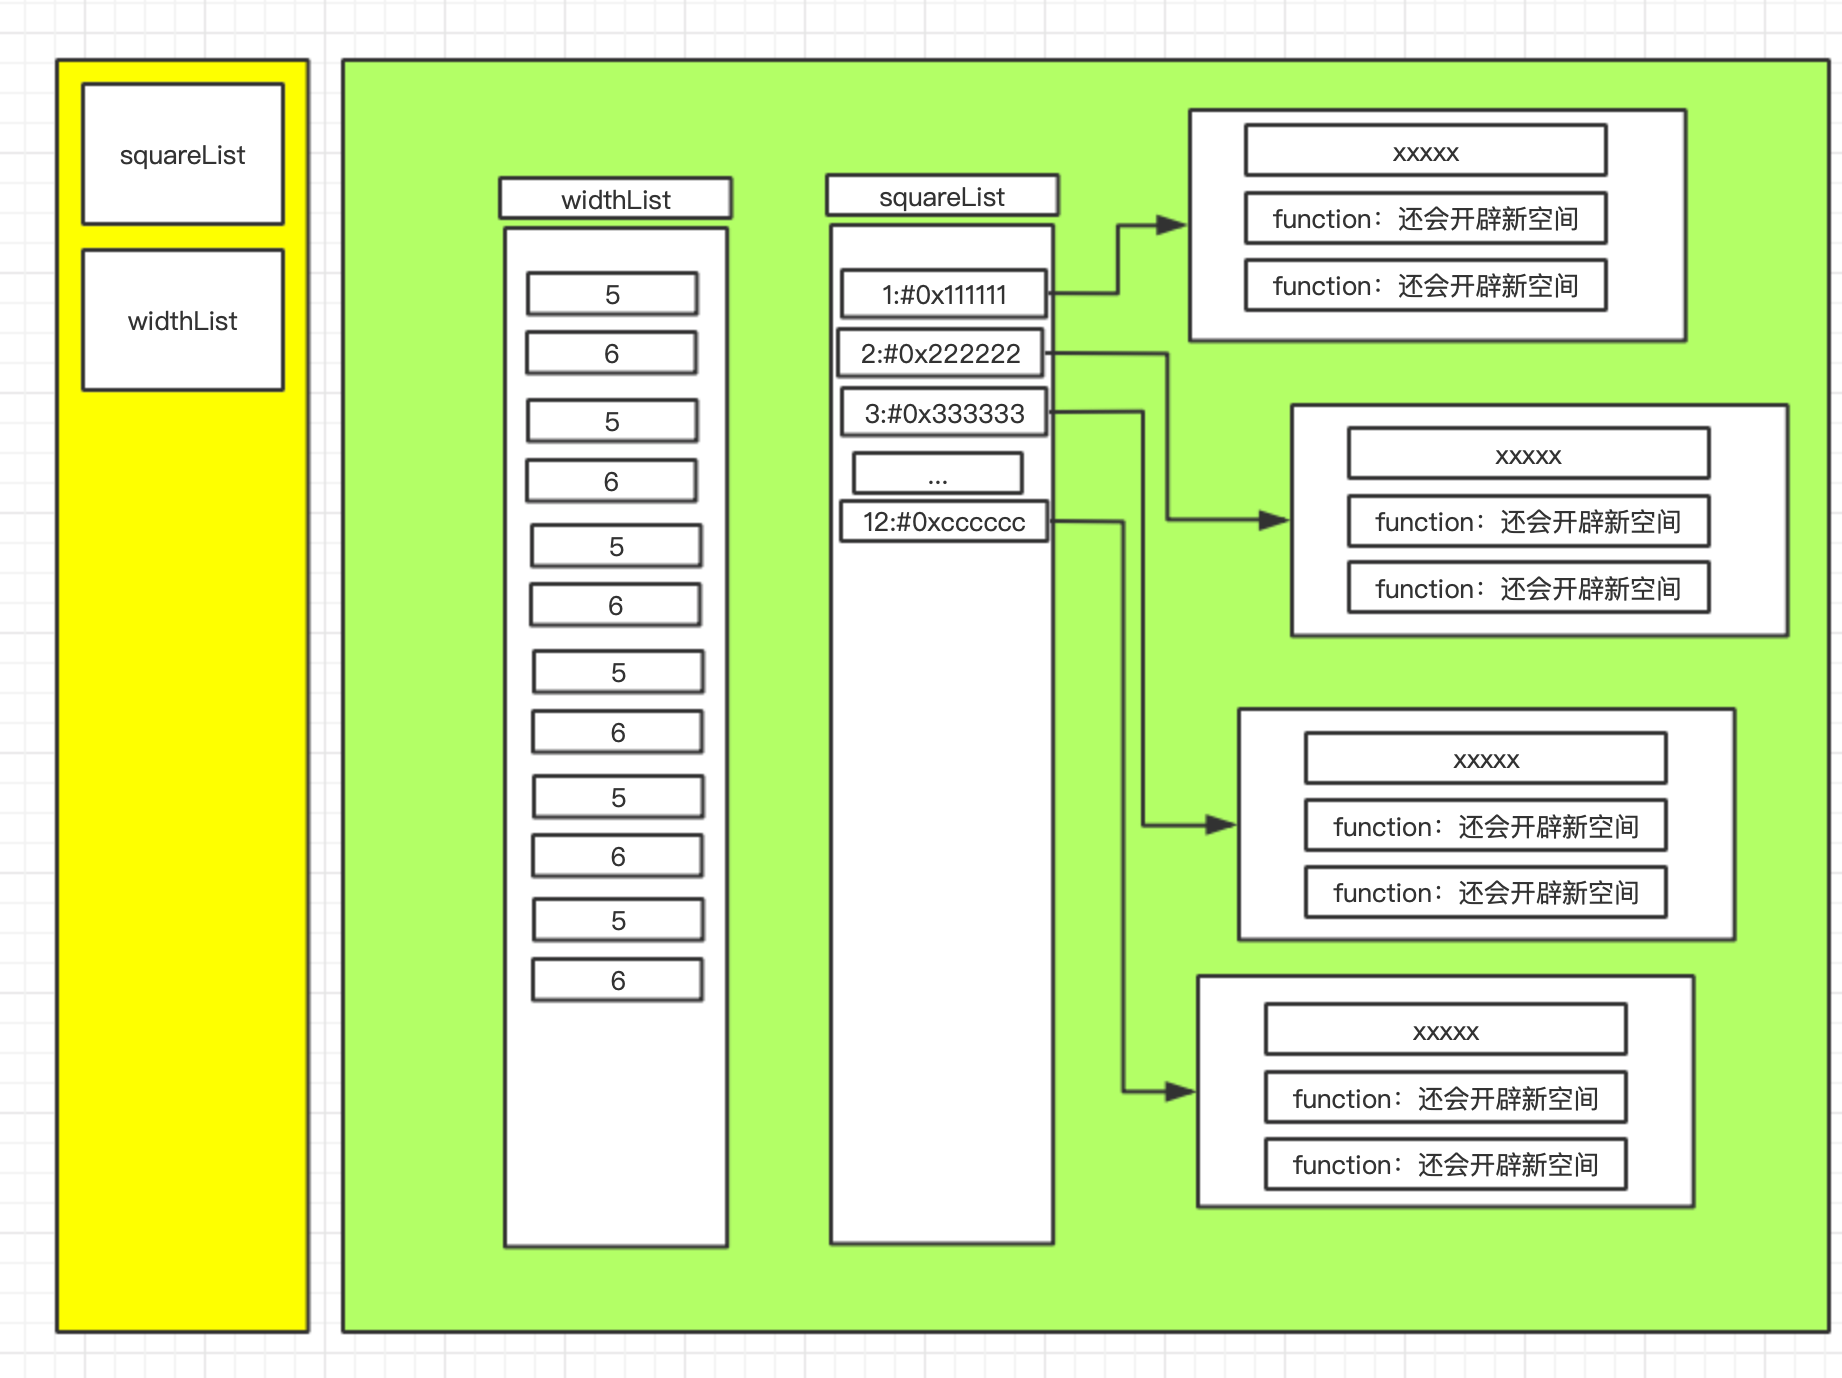 squareList
widthList
widthList
5
6
5
6
5
6
5
6
5
6
5
6
squareList
1:#0x111111
2:#0x222222
3:#0x333333
...
12:#0xcccccc
xxxxx
function：还会开辟新空间
function：还会开辟新空间
xxxxx
function：还会开辟新空间
function：还会开辟新空间
xxxxx
function：还会开辟新空间
function：还会开辟新空间
xxxxx
function：还会开辟新空间
function：还会开辟新空间